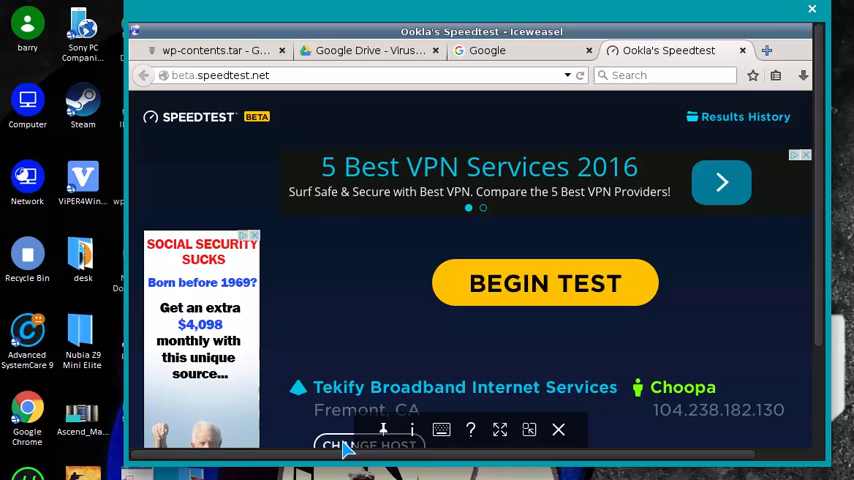 Ookla's Speedtest - Iceweasel
wp-contents.tar - G...
Google Drive - Virus...
Google
Ookla's Speedtest
beta.speedtest.net
Search
SPEEDTEST BETA
Results History
5 Best VPN Services 2016
Surf Safe & Secure with Best VPN. Compare the 5 Best VPN Providers!
SOCIAL SECURITY
SUCKS
Born before 1969?
Get an extra
$4,098
monthly with
this unique
source...
BEGIN TEST
Tekify Broadband Internet Services
Fremont, CA
CHANGE HOST
Choopa
104.238.182.130
barry
Sony PC
Compani...
Computer
Steam
Network
ViPER4Win...
Recycle Bin
desk
Advanced
SystemCare 9
Nubia Z9
Mini Elite
Google
Chrome
Ascend_Ma...